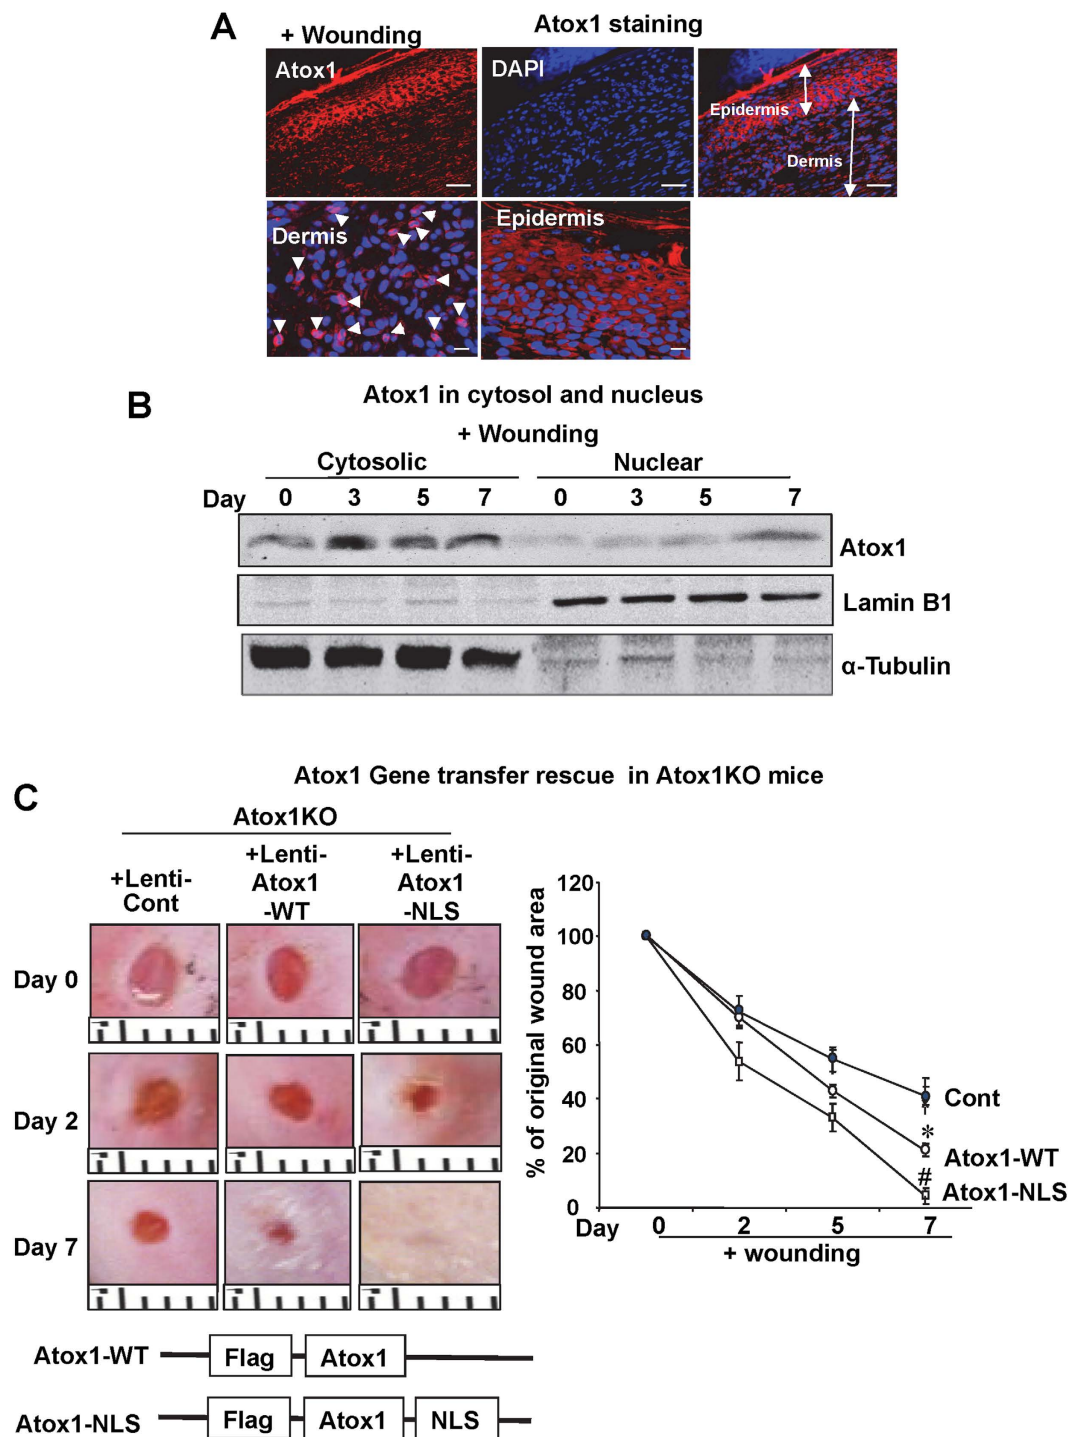 A
+ Wounding
Atox1 staining
Atox1
DAPI
Epidermis
Dermis
Dermis
Epidermis
B
Atox1 in cytosol and nucleus
+ Wounding
Cytosolic
Nuclear
Day 0 3 5 7 0 3 5 7
Atox1
Lamin B1
α-Tubulin
C
Atox1 Gene transfer rescue in Atox1KO mice
Atox1KO
+Lenti-
Cont
+Lenti-
Atox1
-WT
+Lenti-
Atox1
-NLS
Day 0
Day 2
Day 7
% of original wound area
120
100
80
60
40
20
0
Cont
*
Atox1-WT
#
Atox1-NLS
Day 0 2 5 7
+ wounding
Atox1-WT Flag Atox1
Atox1-NLS Flag Atox1 NLS